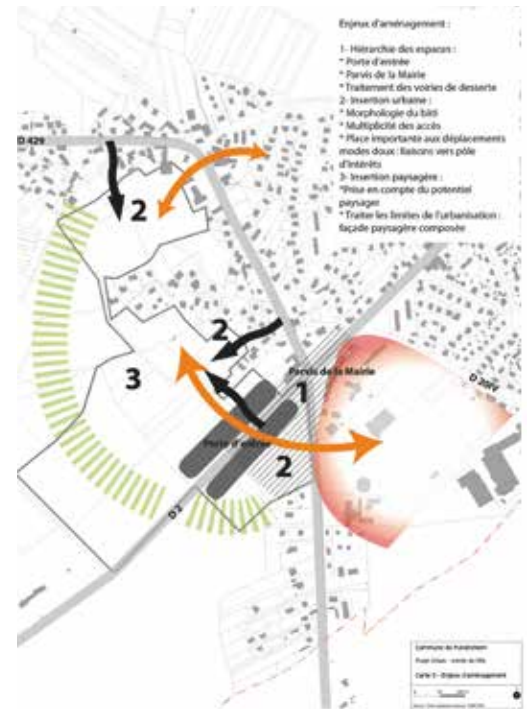 Enjeux d'aménagement :
1- Hiérarchie des espaces :
* Porte d'entrée
* Parvis de la Mairie
* Traitement des voiries de desserte
2- Insertion urbaine :
* Morphologie du bâti
* Multiplicité des accès
* Place importante aux déplacements
modes doux : liaisons vers pôle
d'intérêts
3- Insertion paysagère :
*Prise en compte du potentiel
paysager
* Traiter les limites de l'urbanisation :
façade paysagère composée
D 429
2
2
3
1
Parvis de la Mairie
D 20IV
Porte d'entrée
2
D 2
Commune de
Carte 5 - Enjeux d'aménagement